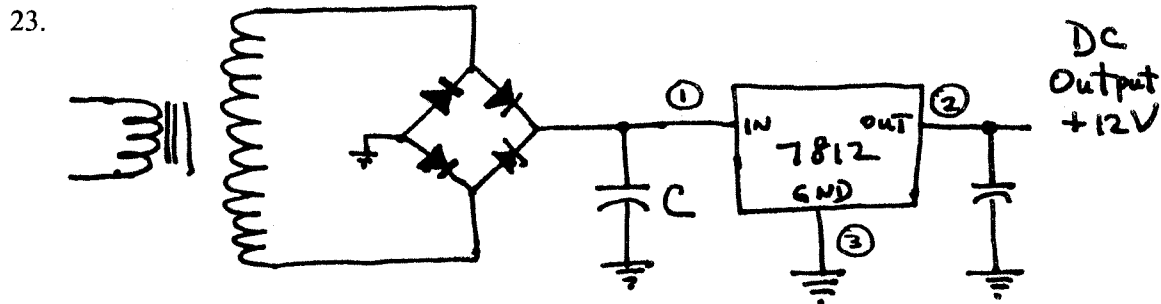 23.
DC
Output
+12V
1
2
IN
OUT
7812
GND
C
3